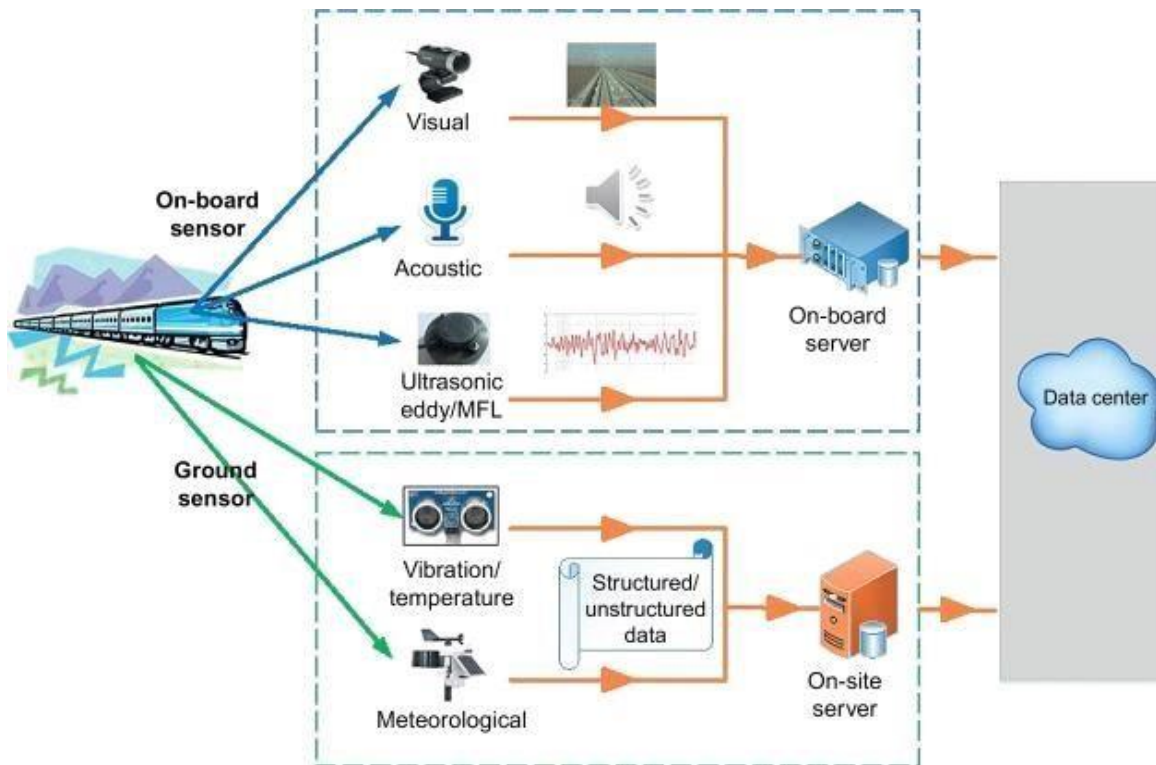 Visual
On-board
sensor
Acoustic
On-board
server
Ultrasonic
eddy/MFL
Data center
Ground
sensor
Vibration/
temperature
Structured/
unstructured
data
Meteorological
On-site
server